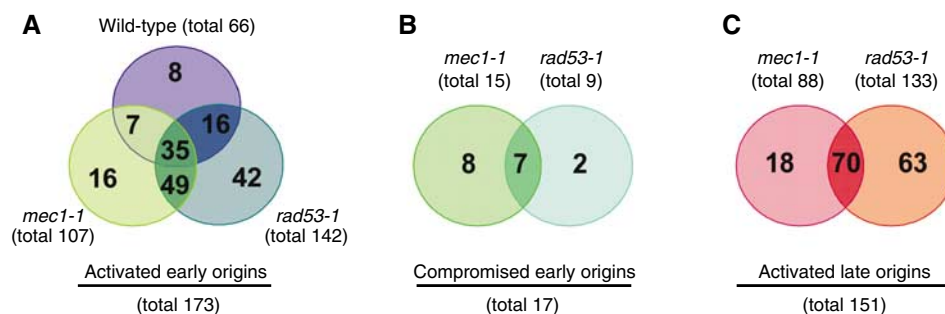 A
Wild-type (total 66)
8
7
16
35
16
49
42
mec1-1
(total 107)
rad53-1
(total 142)
Activated early origins
(total 173)
B
mec1-1
(total 15)
rad53-1
(total 9)
8
7
2
Compromised early origins
(total 17)
C
mec1-1
(total 88)
rad53-1
(total 133)
18
70
63
Activated late origins
(total 151)